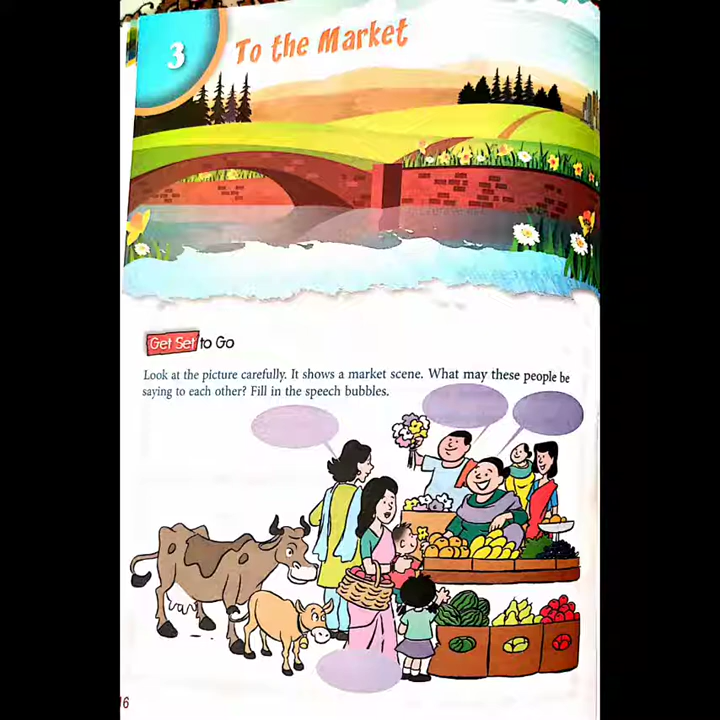 3
To the Market
Get Set to Go
Look at the picture carefully. It shows a market scene. What may these people be
saying to each other? Fill in the speech bubbles.
16